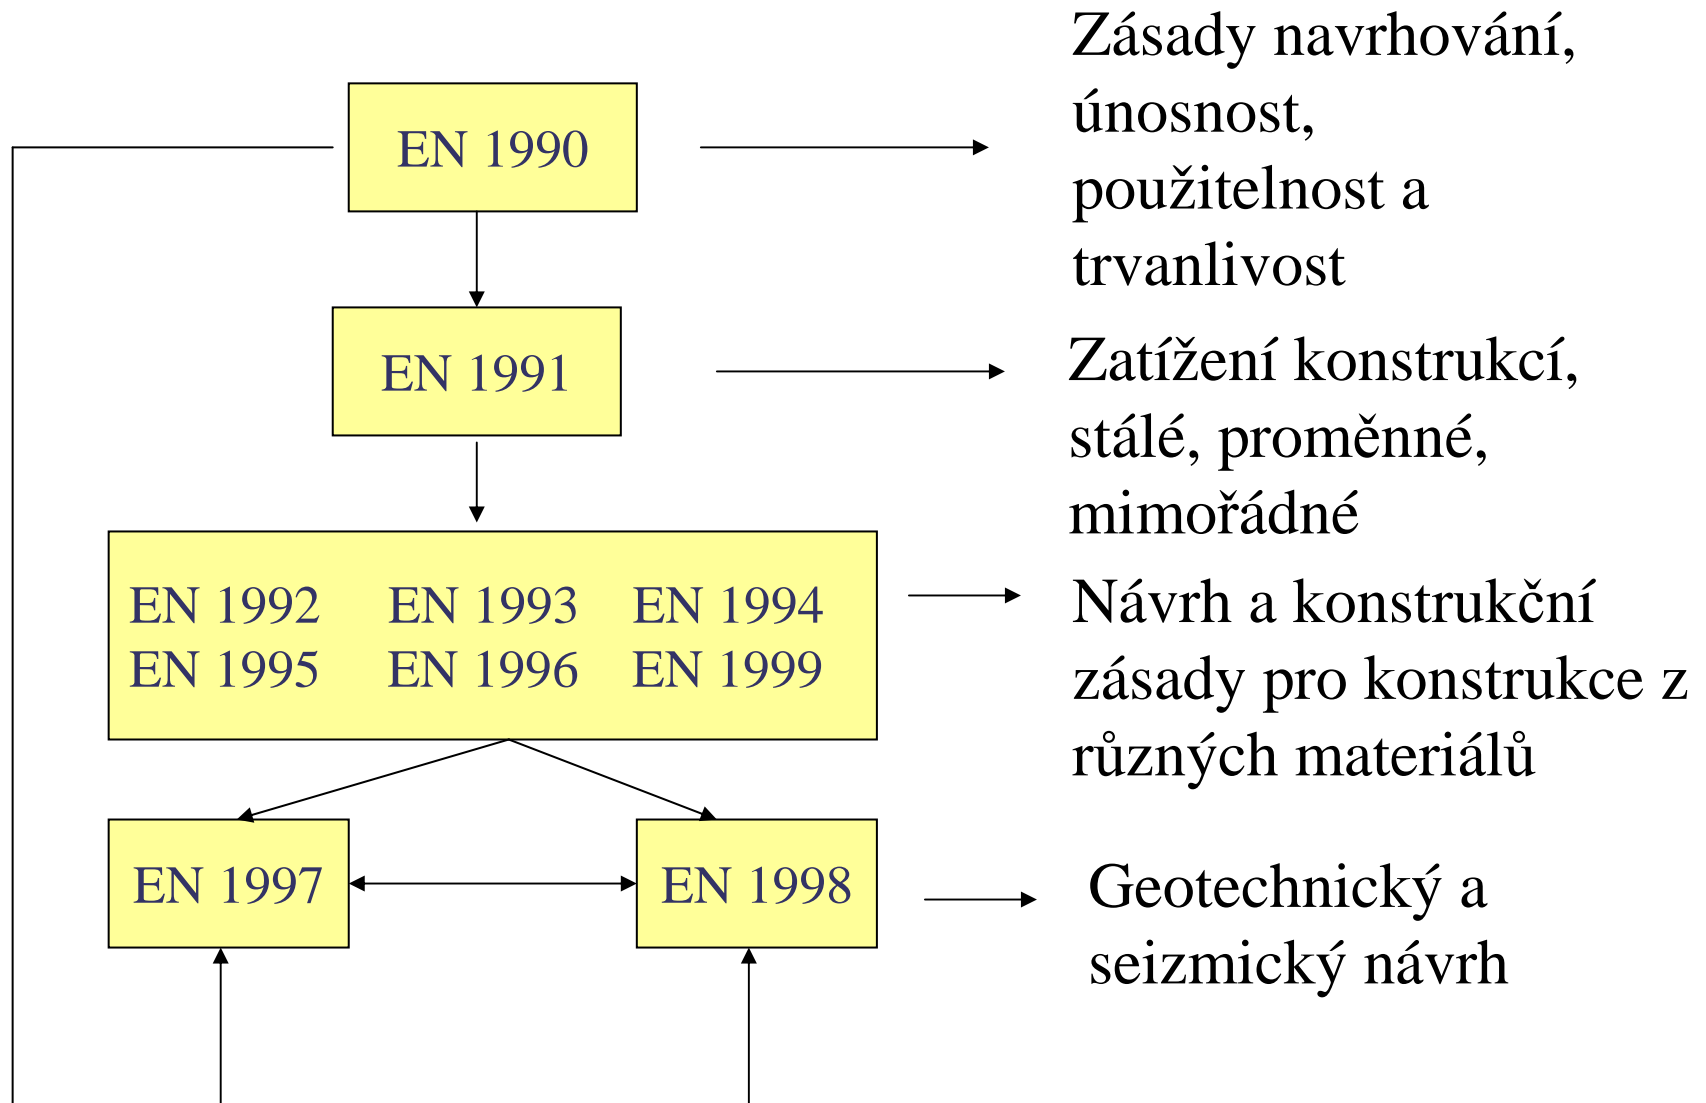 Zásady navrhování,
únosnost,
použitelnost a
trvanlivost
EN 1990
EN 1991
Zatížení konstrukcí,
stálé, proměnné,
mimořádné
EN 1992 EN 1993 EN 1994
EN 1995 EN 1996 EN 1999
Návrh a konstrukční
zásady pro konstrukce z
různých materiálů
EN 1997
EN 1998
Geotechnický a
seizmický návrh